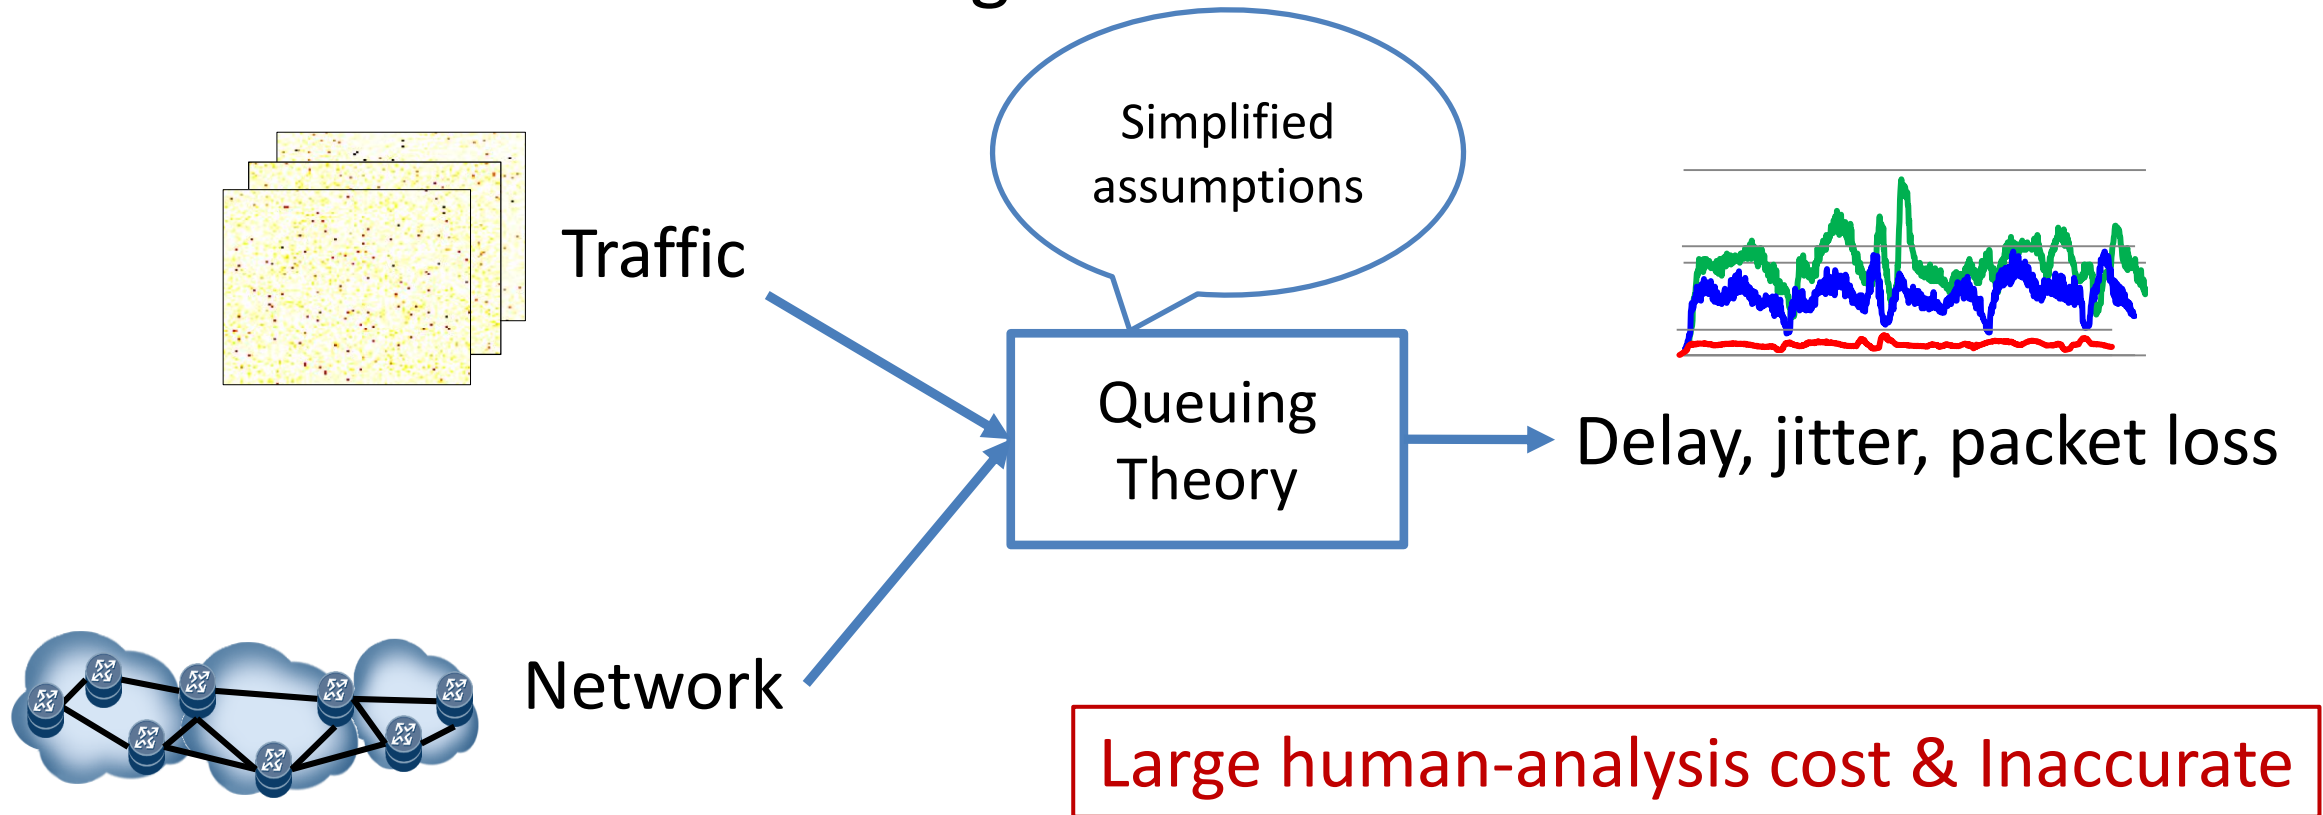 Simplified
assumptions
Traffic
Queuing
Theory
Delay, jitter, packet loss
Network
Large human-analysis cost & Inaccurate